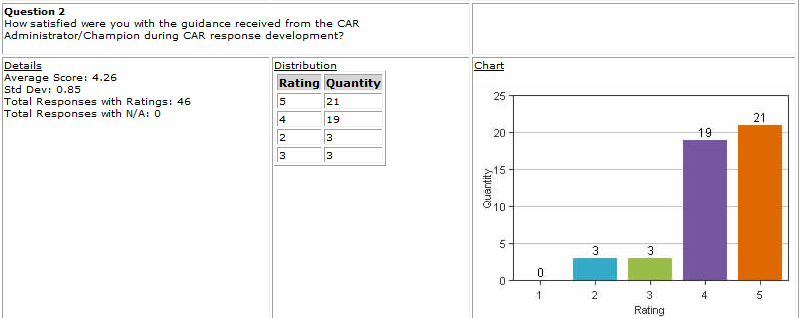 Question 2
How satisfied were you with the guidance received from the CAR
Administrator/Champion during CAR response development?
Details
Average Score: 4.26
Std Dev: 0.85
Total Responses with Ratings: 46
Total Responses with N/A: 0
Distribution
Rating Quantity
5 21
4 19
2 3
3 3
Chart
25
20
15
10
5
0
Quantity
0
3
3
19
21
1 2 3 4 5
Rating